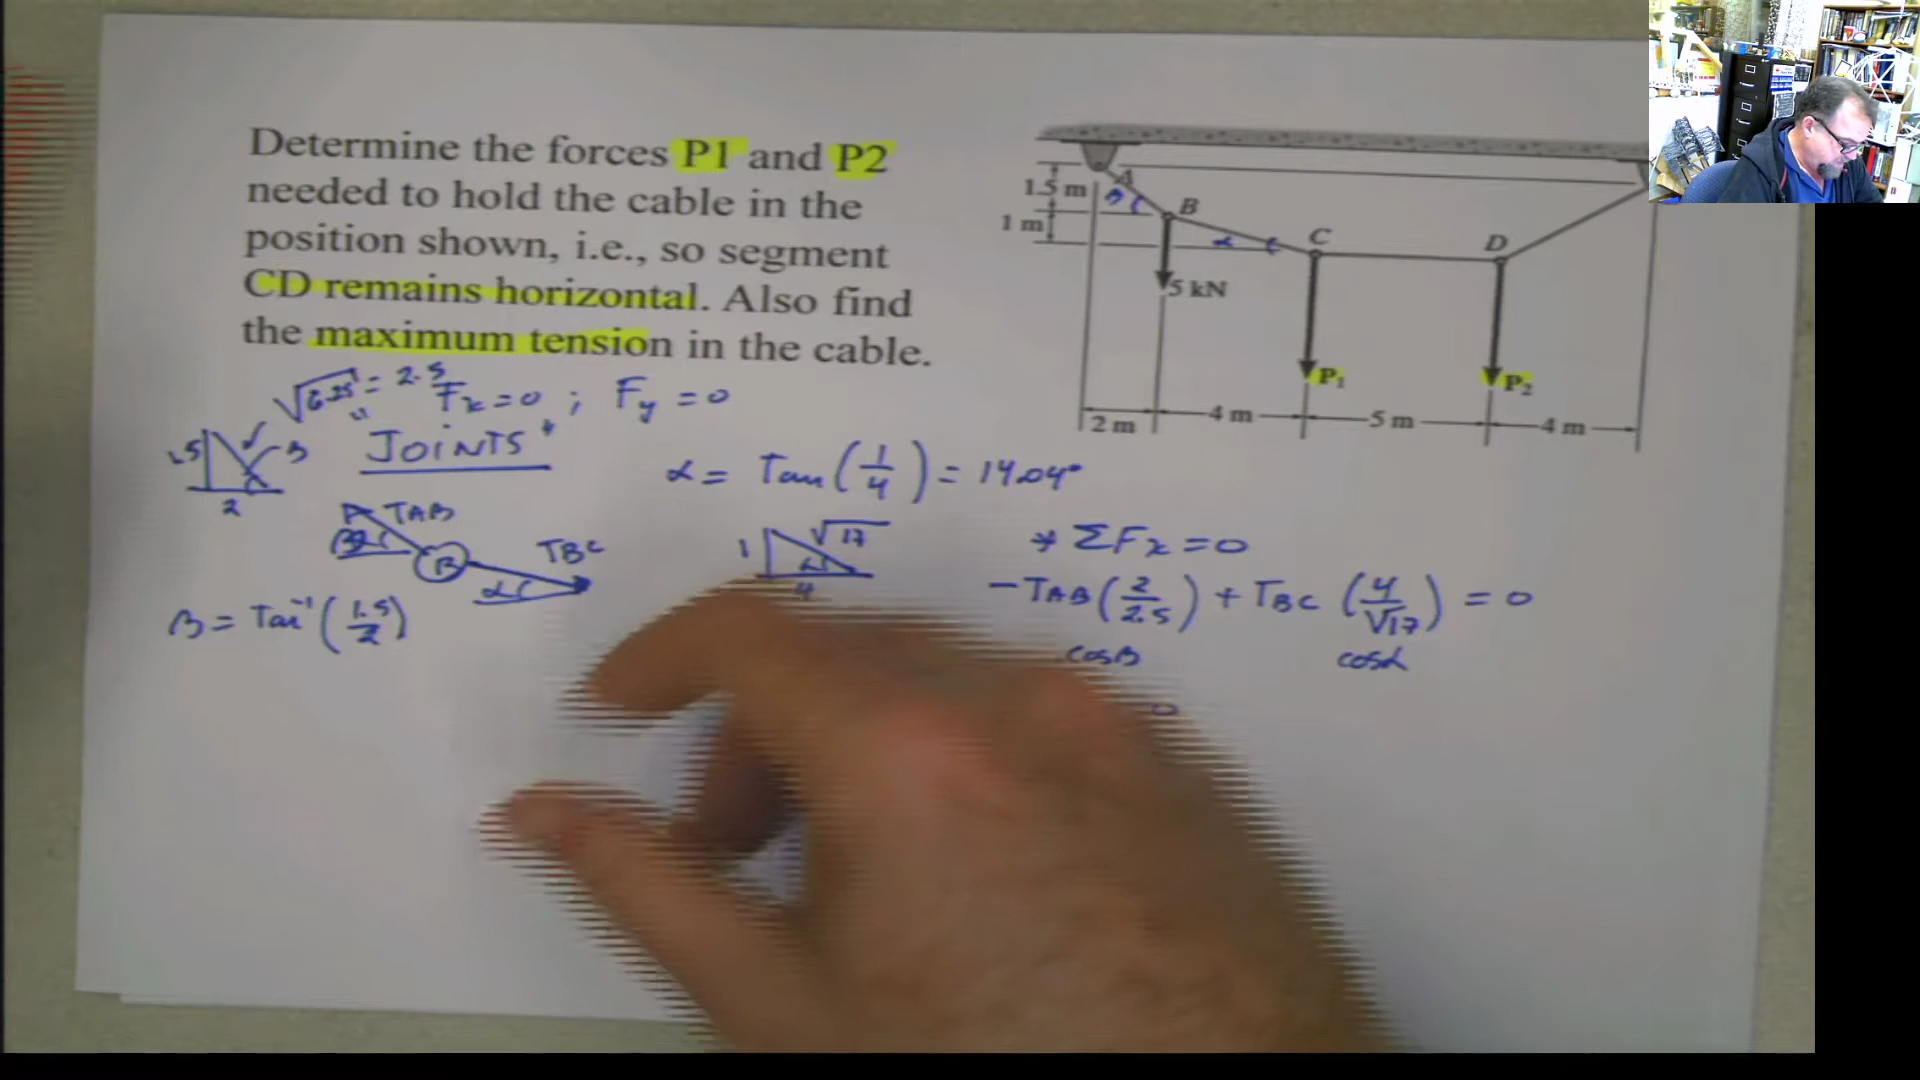 Determine the forces P1 and P2
needed to hold the cable in the
position shown, i.e., so segment
CD remains horizontal. Also find
the maximum tension in the cable.
A
1.5 m
B
1 m
α
C
D
5 kN
P₁
P₂
2 m
4 m
5 m
4 m
√6.25 = 2.5
Fx = 0 ; Fy = 0
JOINTS
1.5
β
2
α = Tan (1/4) = 14.04°
TAB
B
TBC
α
1
√17
α
4
β = Tan⁻¹ (1.5/2)
* ΣFx = 0
-TAB (2/2.5) + TBC (4/√17) = 0
cosβ
cosα